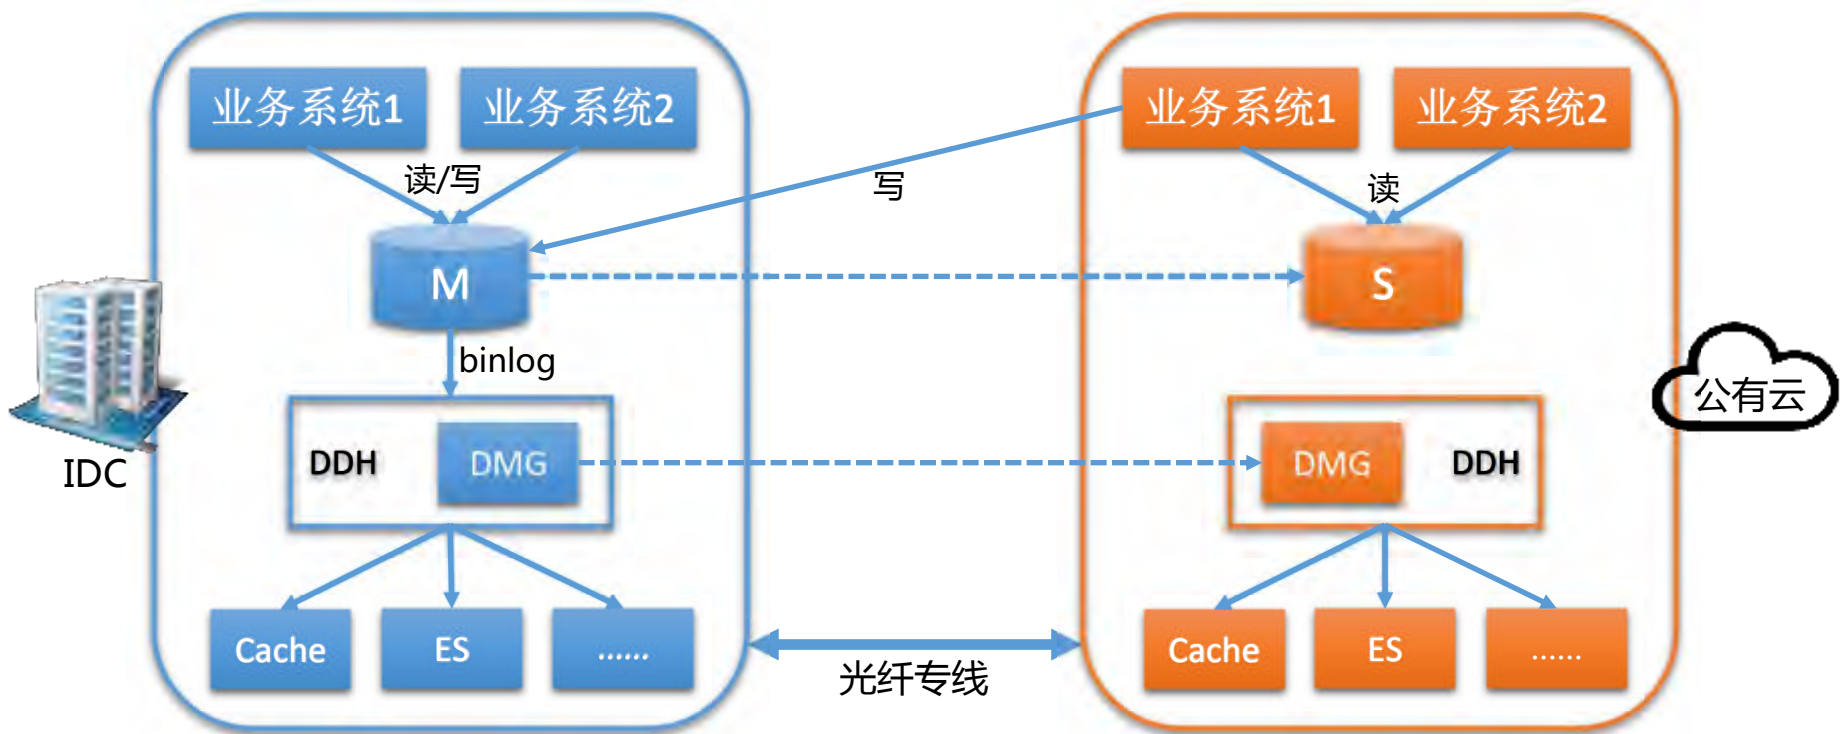 业务系统1
业务系统2
业务系统1
业务系统2
读/写
写
读
M
S
binlog
公有云
IDC
DDH
DMG
DMG
DDH
Cache
ES
......
光纤专线
Cache
ES
......